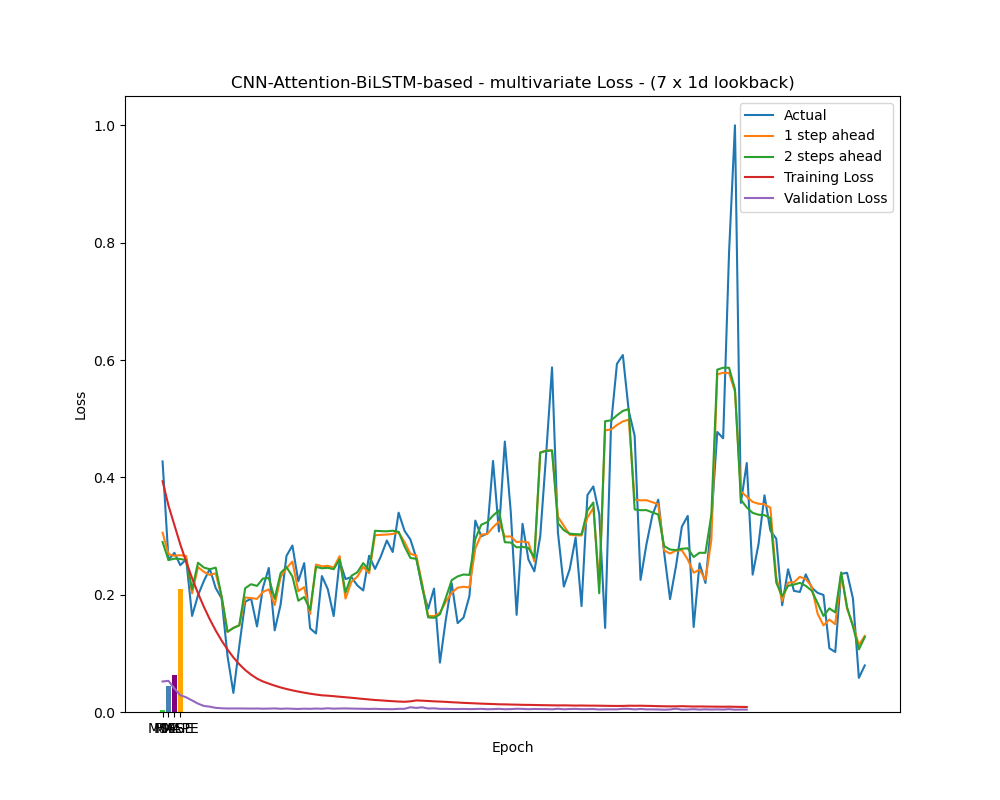 CNN-Attention-BiLSTM-based - multivariate Loss - (7 x 1d lookback)
Actual
1 step ahead
2 steps ahead
Training Loss
Validation Loss
1.0
0.8
0.6
0.4
0.2
0.0
Loss
Epoch